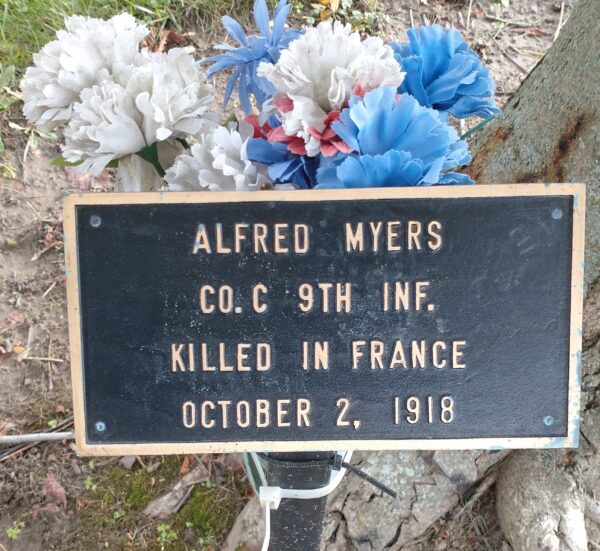 ALFRED MYERS
CO. C 9TH INF.
KILLED IN FRANCE
OCTOBER 2, 1918